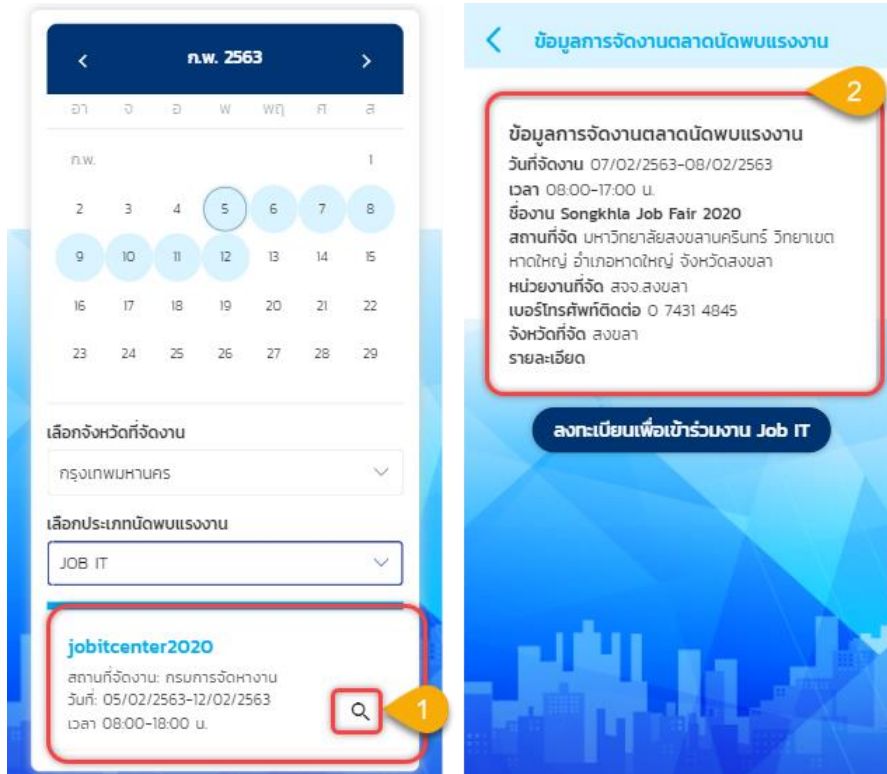 < ก.พ. 2563 >
อา จ อ พ พฤ ศ ส
ก.พ. 1
2 3 4 5 6 7 8
9 10 11 12 13 14 15
16 17 18 19 20 21 22
23 24 25 26 27 28 29
เลือกจังหวัดที่จัดงาน
กรุงเทพมหานคร
เลือกประเภทนัดพบแรงงาน
JOB IT
jobitcenter2020
สถานที่จัดงาน: กรมการจัดหางาน
วันที่: 05/02/2563-12/02/2563
เวลา 08:00-18:00 น.
1
ข้อมูลการจัดงานตลาดนัดพบแรงงาน
2
ข้อมูลการจัดงานตลาดนัดพบแรงงาน
วันที่จัดงาน 07/02/2563-08/02/2563
เวลา 08:00-17:00 น.
ชื่องาน Songkhla Job Fair 2020
สถานที่จัด มหาวิทยาลัยสงขลานครินทร์ วิทยาเขต
หาดใหญ่ อำเภอหาดใหญ่ จังหวัดสงขลา
หน่วยงานที่จัด สจจ.สงขลา
เบอร์โทรศัพท์ติดต่อ 0 7431 4845
จังหวัดที่จัด สงขลา
รายละเอียด
ลงทะเบียนเพื่อเข้าร่วมงาน Job IT